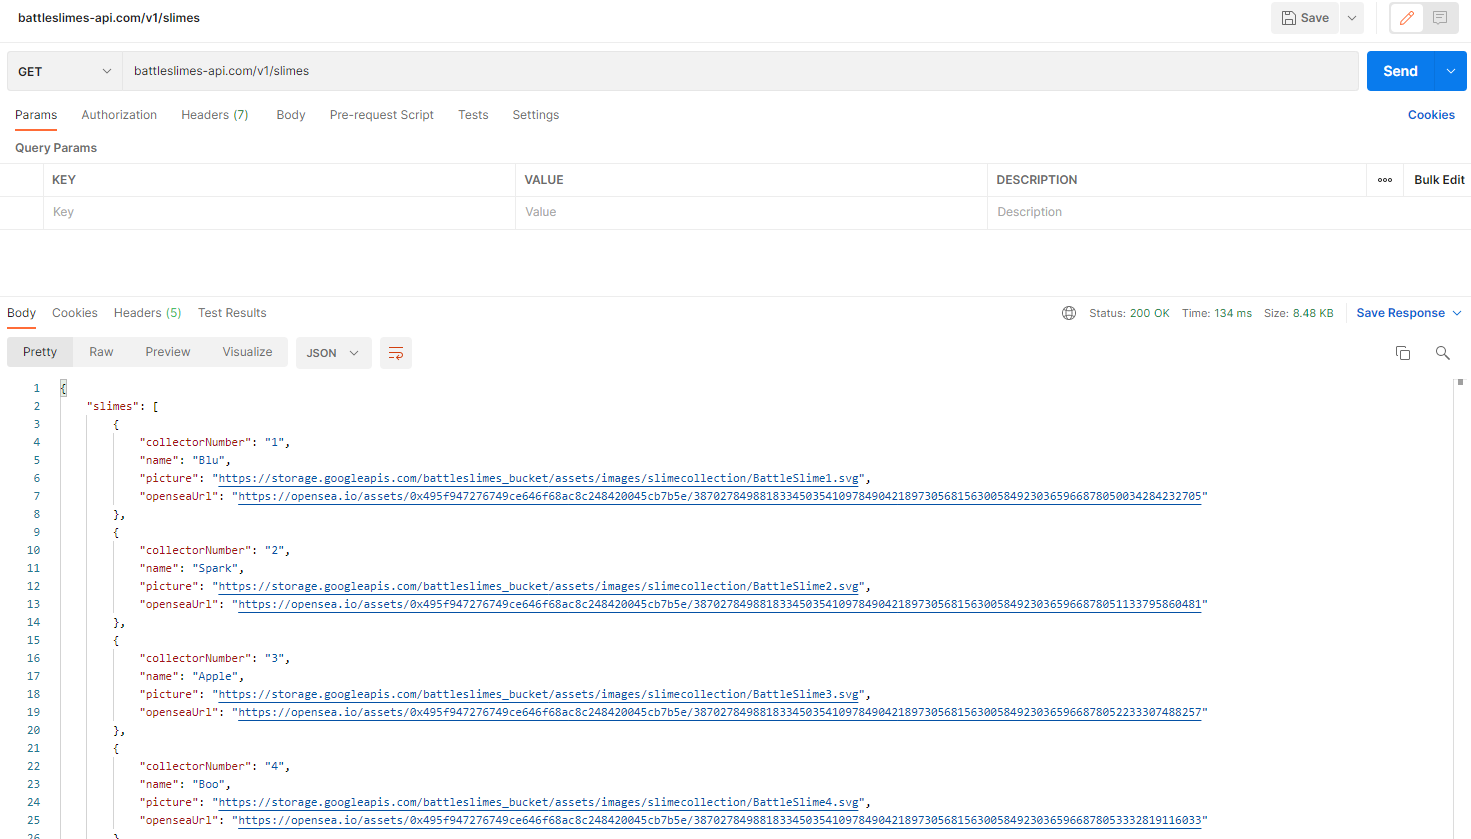 battleslimes-api.com/v1/slimes
Save
GET
battleslimes-api.com/v1/slimes
Send
Params Authorization Headers (7) Body Pre-request Script Tests Settings Cookies
Query Params
KEY VALUE DESCRIPTION Bulk Edit
Key Value Description
Body Cookies Headers (5) Test Results Status: 200 OK Time: 134 ms Size: 8.48 KB Save Response
Pretty Raw Preview Visualize JSON
1 {
2 "slimes": [
3 {
4 "collectorNumber": "1",
5 "name": "Blu",
6 "picture": "https://storage.googleapis.com/battleslimes_bucket/assets/images/slimecollection/BattleSlime1.svg",
7 "openseaUrl": "https://opensea.io/assets/0x495f947276749ce646f68ac8c248420045cb7b5e/38702784988183345035410978490421897305681563005849230365966878050034284232705"
8 },
9 {
10 "collectorNumber": "2",
11 "name": "Spark",
12 "picture": "https://storage.googleapis.com/battleslimes_bucket/assets/images/slimecollection/BattleSlime2.svg",
13 "openseaUrl": "https://opensea.io/assets/0x495f947276749ce646f68ac8c248420045cb7b5e/38702784988183345035410978490421897305681563005849230365966878051133795860481"
14 },
15 {
16 "collectorNumber": "3",
17 "name": "Apple",
18 "picture": "https://storage.googleapis.com/battleslimes_bucket/assets/images/slimecollection/BattleSlime3.svg",
19 "openseaUrl": "https://opensea.io/assets/0x495f947276749ce646f68ac8c248420045cb7b5e/38702784988183345035410978490421897305681563005849230365966878052233307488257"
20 },
21 {
22 "collectorNumber": "4",
23 "name": "Boo",
24 "picture": "https://storage.googleapis.com/battleslimes_bucket/assets/images/slimecollection/BattleSlime4.svg",
25 "openseaUrl": "https://opensea.io/assets/0x495f947276749ce646f68ac8c248420045cb7b5e/38702784988183345035410978490421897305681563005849230365966878053332819116033"
26 }